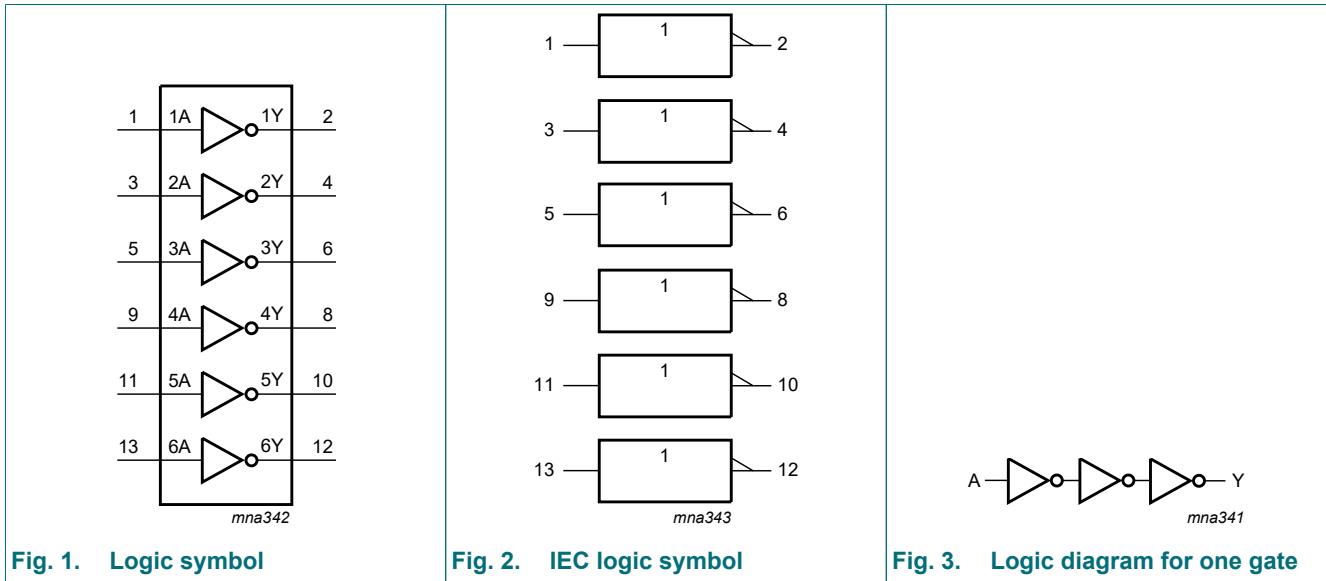 1 1A 1Y 2
3 2A 2Y 4
5 3A 3Y 6
9 4A 4Y 8
11 5A 5Y 10
13 6A 6Y 12
mna342
Fig. 1. Logic symbol
1 1 2
3 1 4
5 1 6
9 1 8
11 1 10
13 1 12
mna343
Fig. 2. IEC logic symbol
A Y
mna341
Fig. 3. Logic diagram for one gate